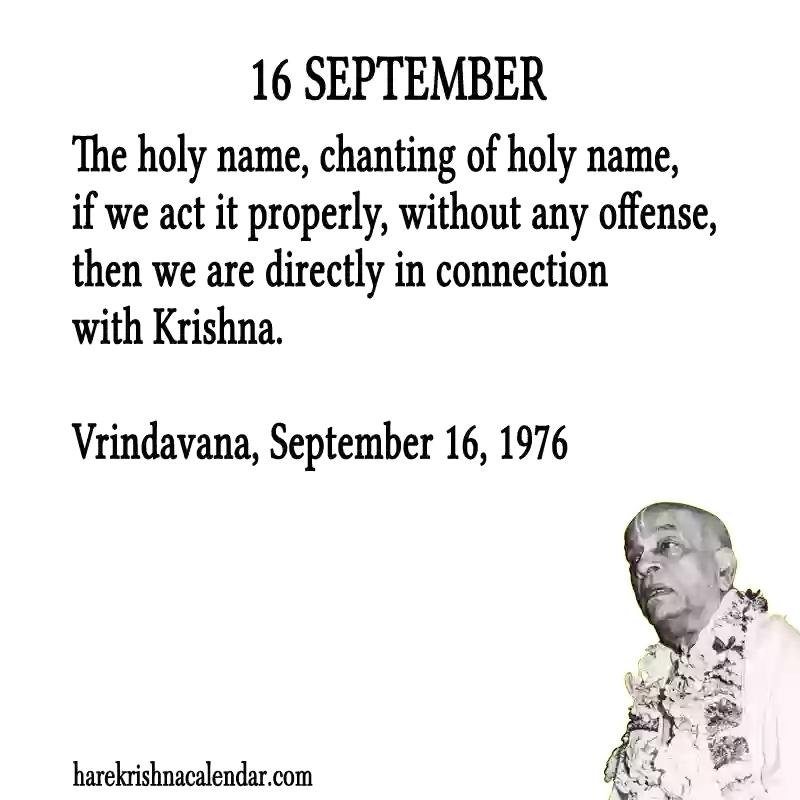 16 SEPTEMBER
The holy name, chanting of holy name,
if we act it properly, without any offense,
then we are directly in connection
with Krishna.
Vrindavana, September 16, 1976
harekrishnacalendar.com